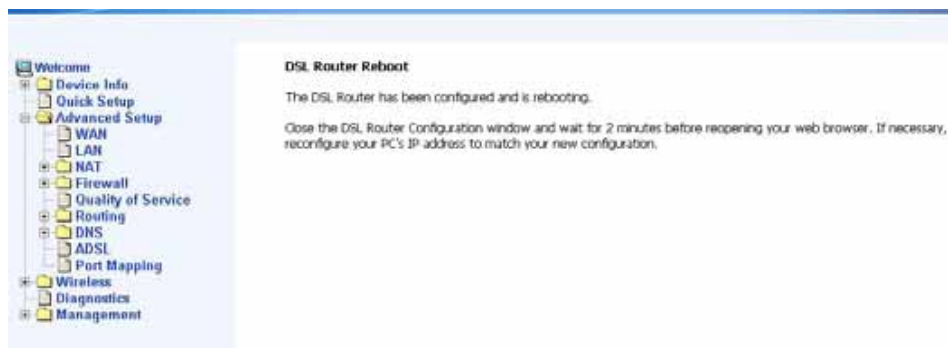 Welcome
Device Info
Quick Setup
Advanced Setup
WAN
LAN
NAT
Firewall
Quality of Service
Routing
DNS
ADSL
Port Mapping
Wireless
Diagnostics
Management
DSL Router Reboot
The DSL Router has been configured and is rebooting.
Close the DSL Router Configuration window and wait for 2 minutes before reopening your web browser. If necessary,
reconfigure your PC's IP address to match your new configuration.